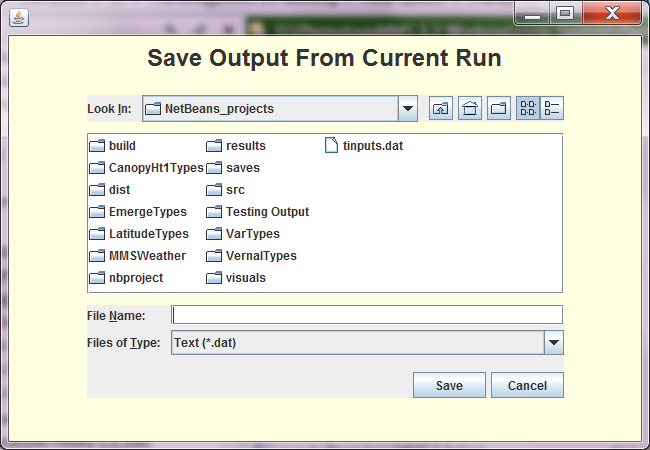 Save Output From Current Run
Look In: NetBeans_projects
build results tinputs.dat
CanopyHt1Types saves
dist src
EmergeTypes Testing Output
LatitudeTypes VarTypes
MMSWeather VernalTypes
nbproject visuals
File Name:
Files of Type: Text (*.dat)
Save Cancel